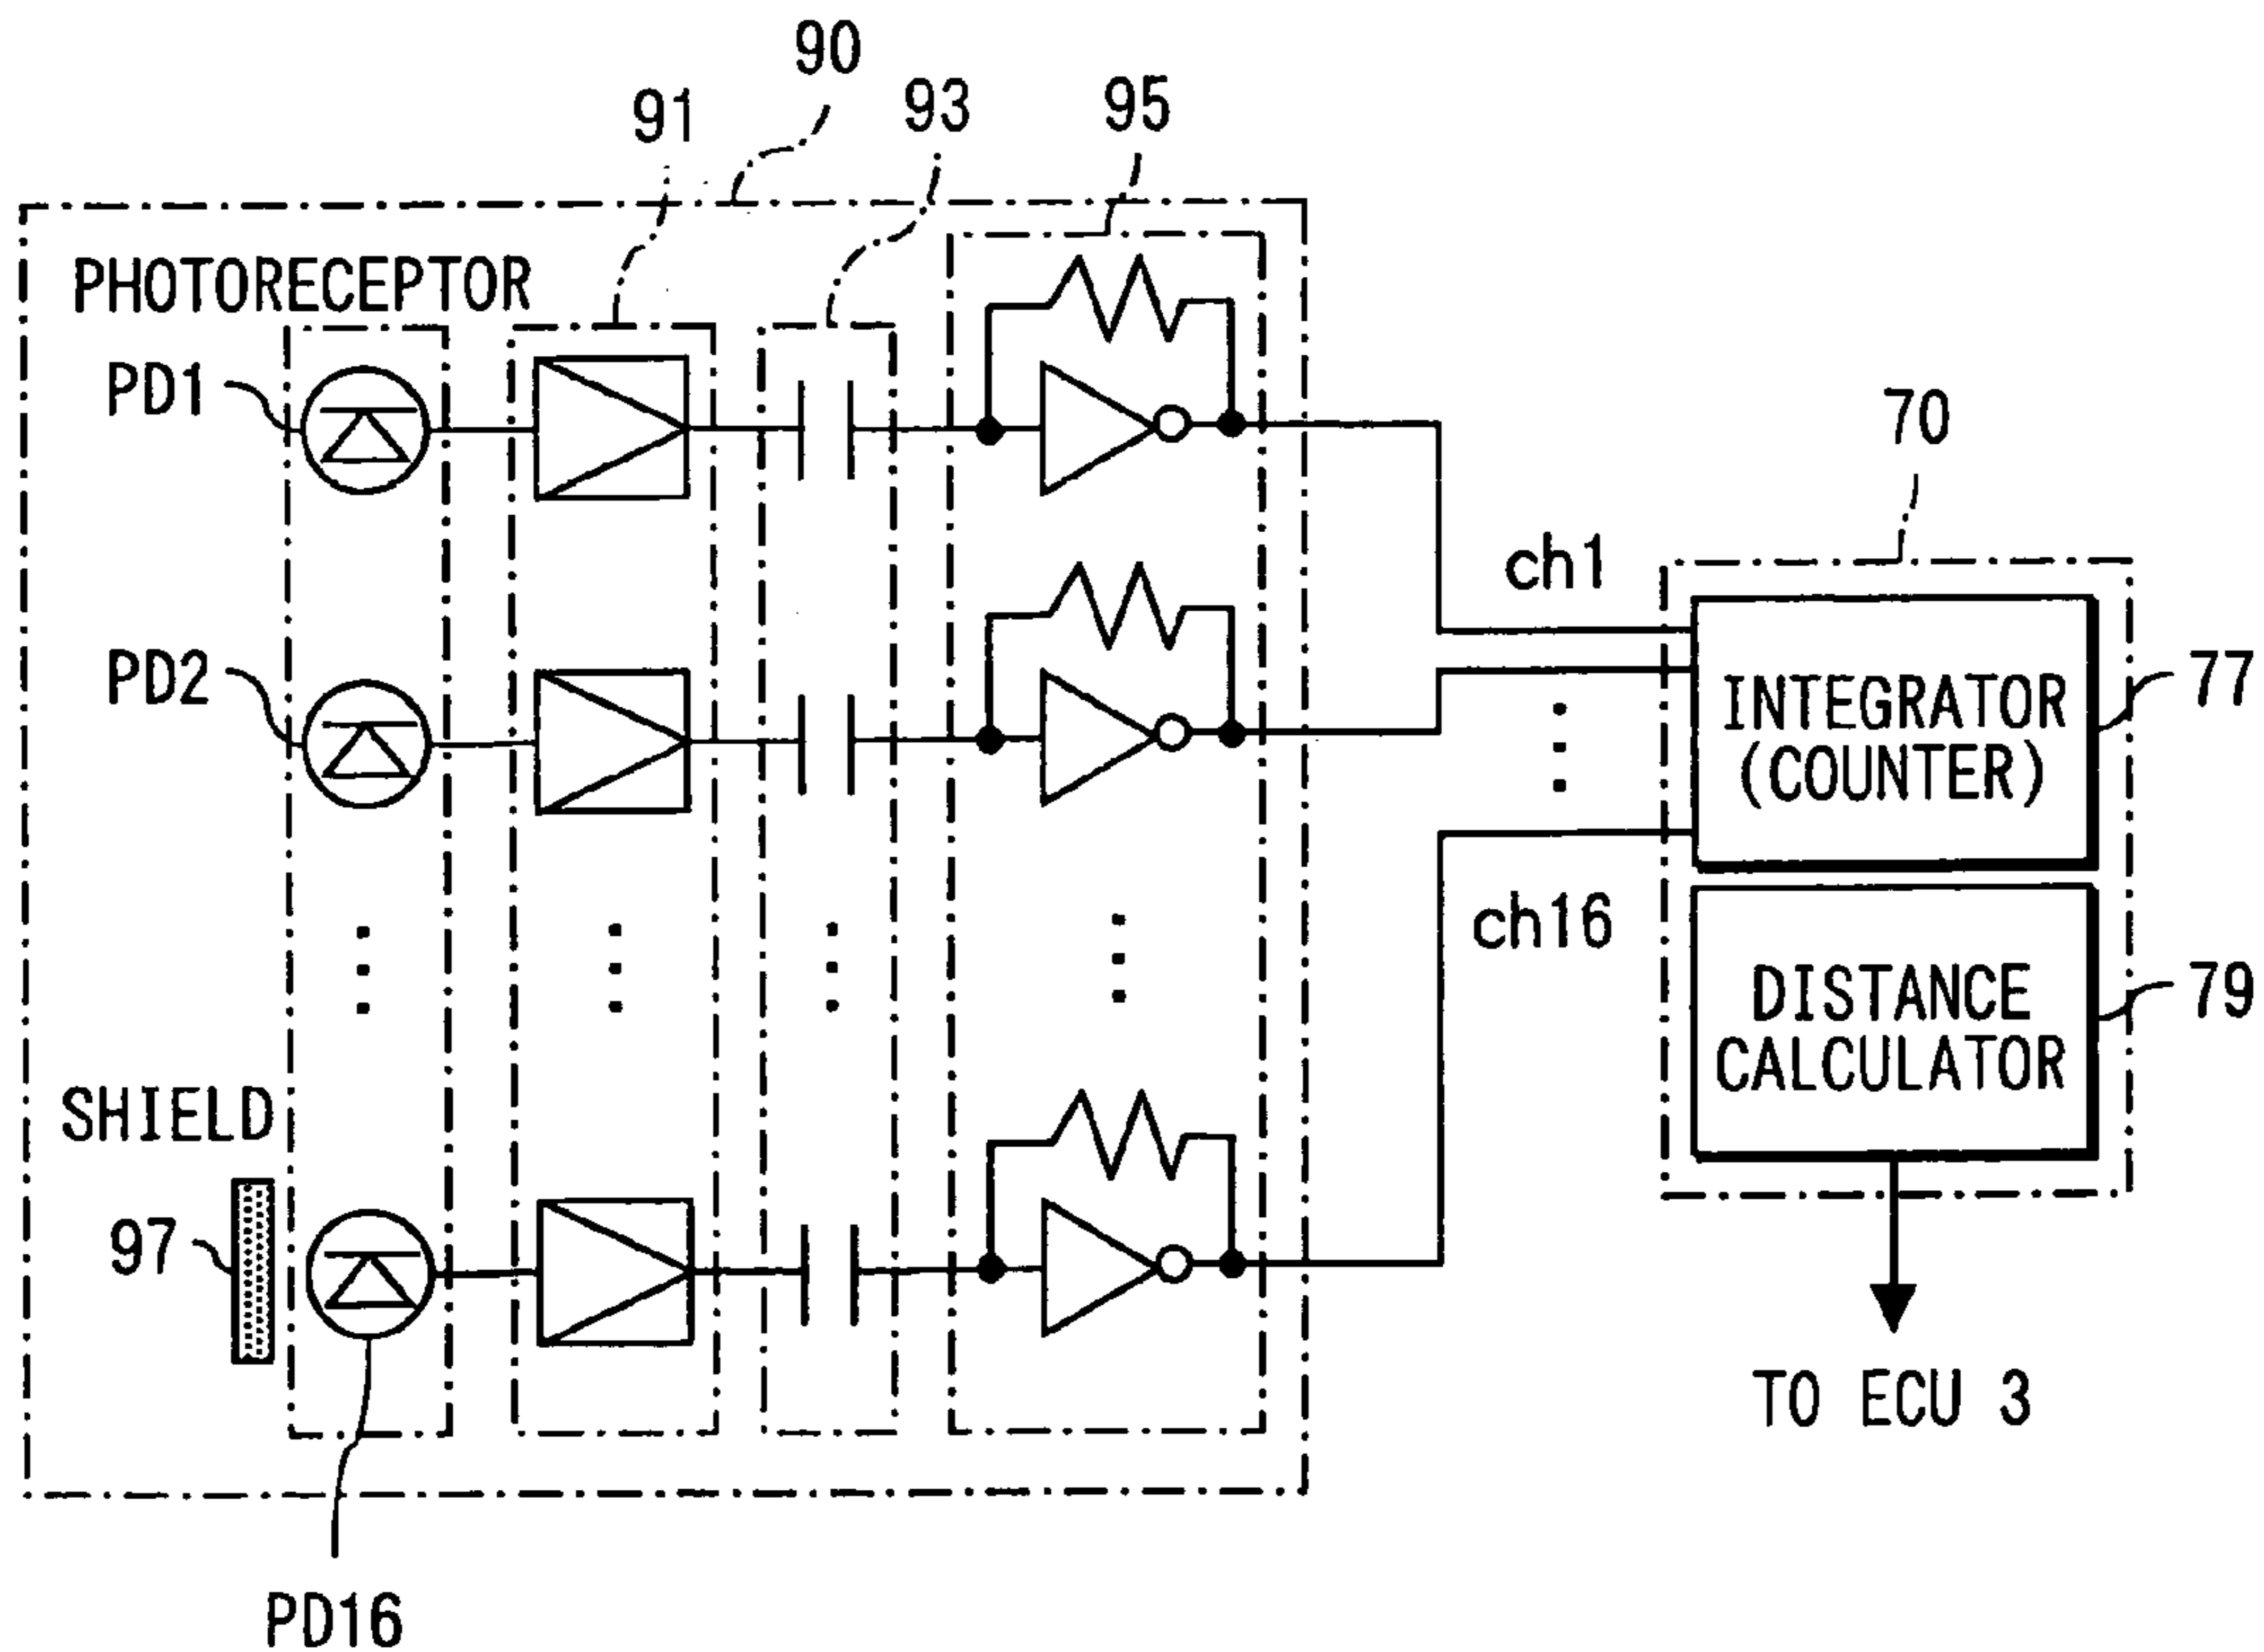 90
91
93
95
PHOTORECEPTOR
PD1
70
ch1
PD2
INTEGRATOR
(COUNTER)
77
ch16
DISTANCE
CALCULATOR
79
SHIELD
97
TO ECU 3
PD16